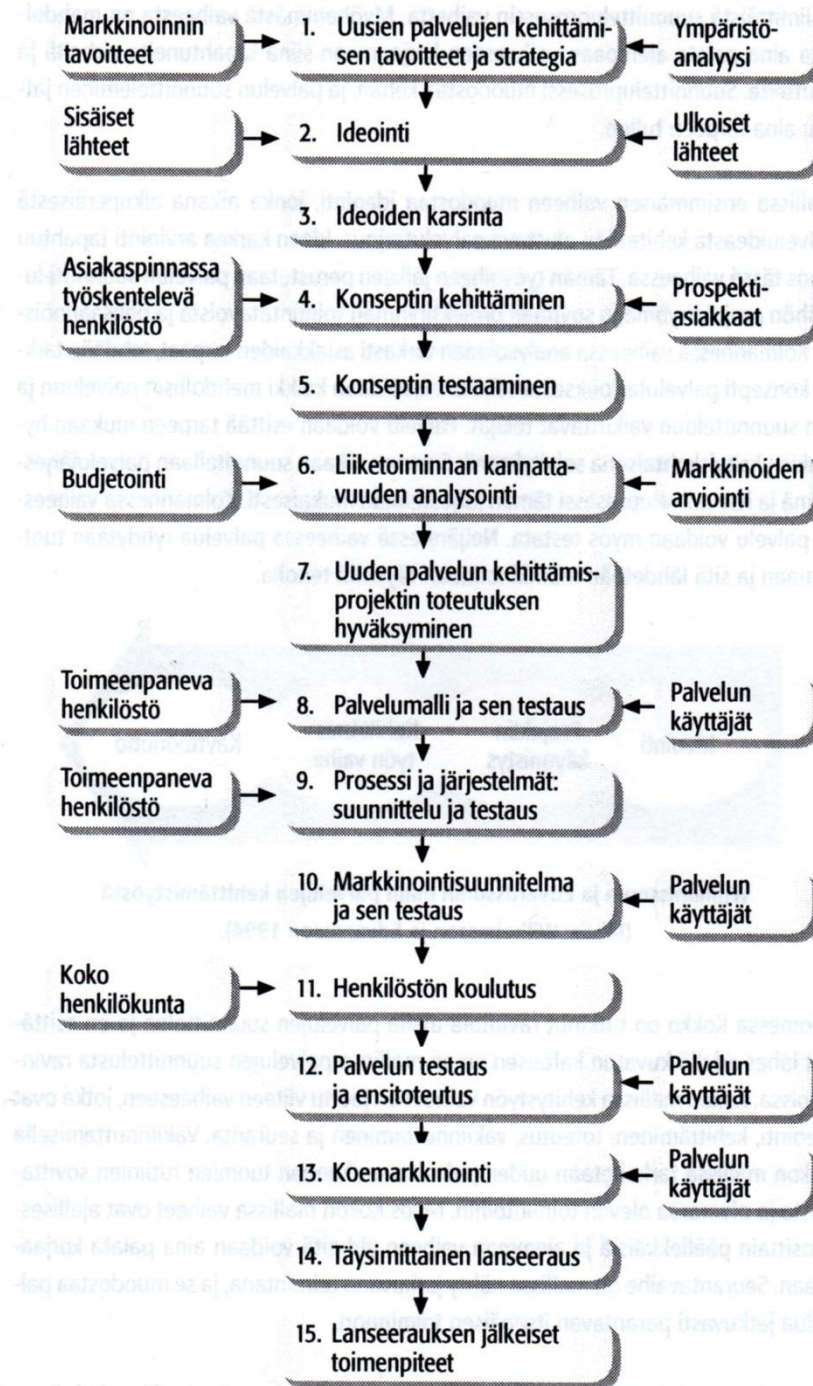 Markkinoinnin
tavoitteet
1. Uusien palvelujen kehittämi-
sen tavoitteet ja strategia
Ympäristö-
analyysi
Sisäiset
lähteet
2. Ideointi
Ulkoiset
lähteet
3. Ideoiden karsinta
Asiakaspinnassa
työskentelevä
henkilöstö
4. Konseptin kehittäminen
Prospekti-
asiakkaat
5. Konseptin testaaminen
Budjetointi
6. Liiketoiminnan kannatta-
vuuden analysointi
Markkinoiden
arviointi
7. Uuden palvelun kehittämis-
projektin toteutuksen
hyväksyminen
Toimeenpaneva
henkilöstö
8. Palvelumalli ja sen testaus
Palvelun
käyttäjät
Toimeenpaneva
henkilöstö
9. Prosessi ja järjestelmät:
suunnittelu ja testaus
10. Markkinointisuunnitelma
ja sen testaus
Palvelun
käyttäjät
Koko
henkilökunta
11. Henkilöstön koulutus
12. Palvelun testaus
ja ensitoteutus
Palvelun
käyttäjät
13. Koemarkkinointi
Palvelun
käyttäjät
14. Täysimittainen lanseeraus
15. Lanseerauksen jälkeiset
toimenpiteet